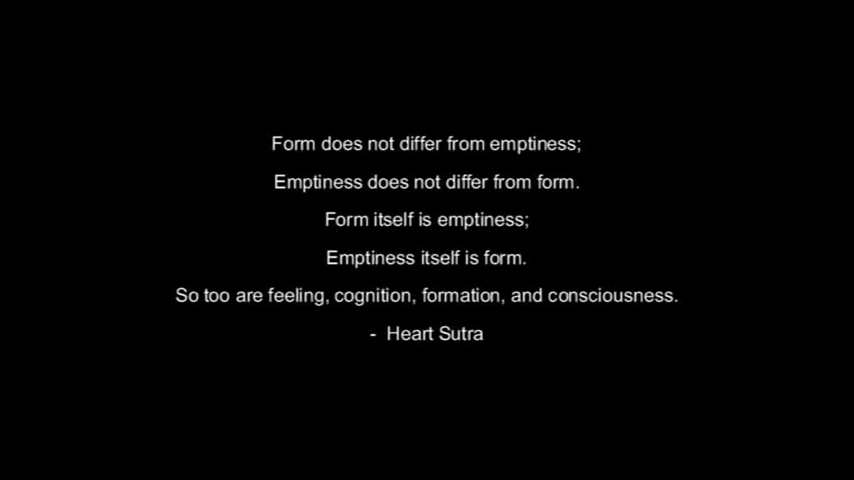 Form does not differ from emptiness;
Emptiness does not differ from form.
Form itself is emptiness;
Emptiness itself is form.
So too are feeling, cognition, formation, and consciousness.
- Heart Sutra